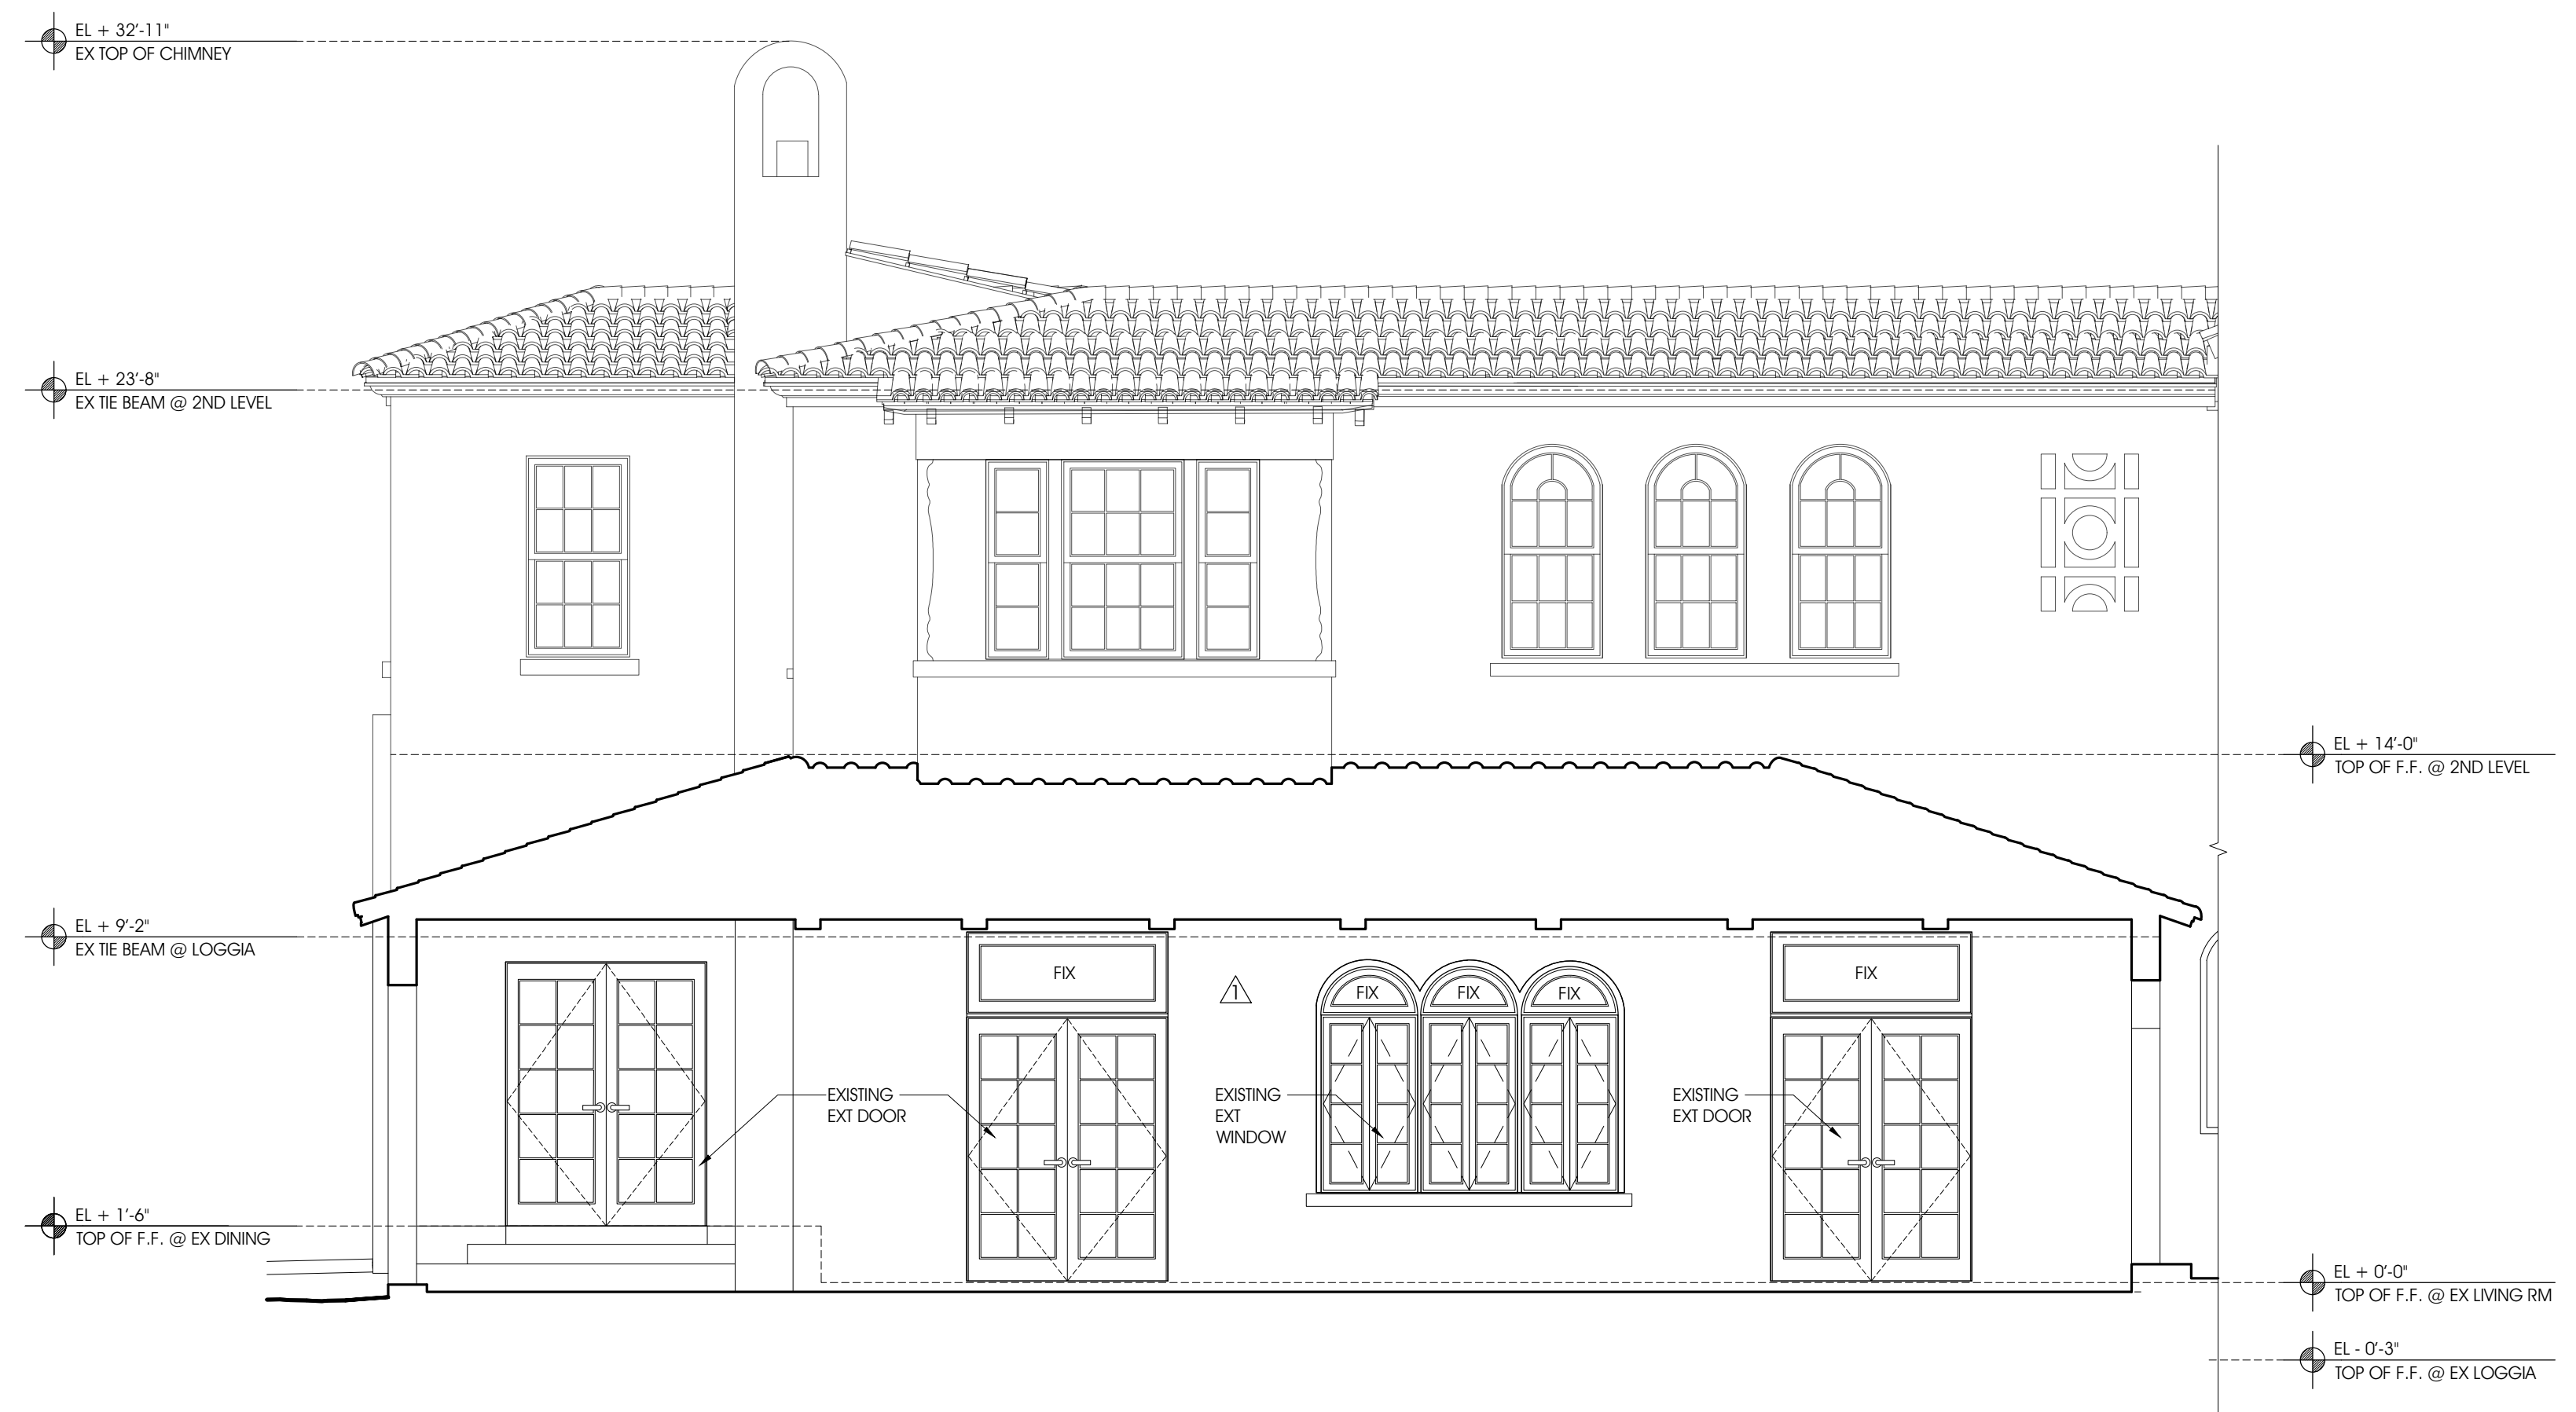 EL + 32'-11"
EX TOP OF CHIMNEY
EL + 23'-8"
EX TIE BEAM @ 2ND LEVEL
EL + 14'-0"
TOP OF F.F. @ 2ND LEVEL
EL + 9'-2"
EX TIE BEAM @ LOGGIA
FIX
1
FIX
FIX
FIX
FIX
EXISTING
EXT DOOR
EXISTING
EXT
WINDOW
EXISTING
EXT DOOR
EL + 1'-6"
TOP OF F.F. @ EX DINING
EL + 0'-0"
TOP OF F.F. @ EX LIVING RM
EL - 0'-3"
TOP OF F.F. @ EX LOGGIA